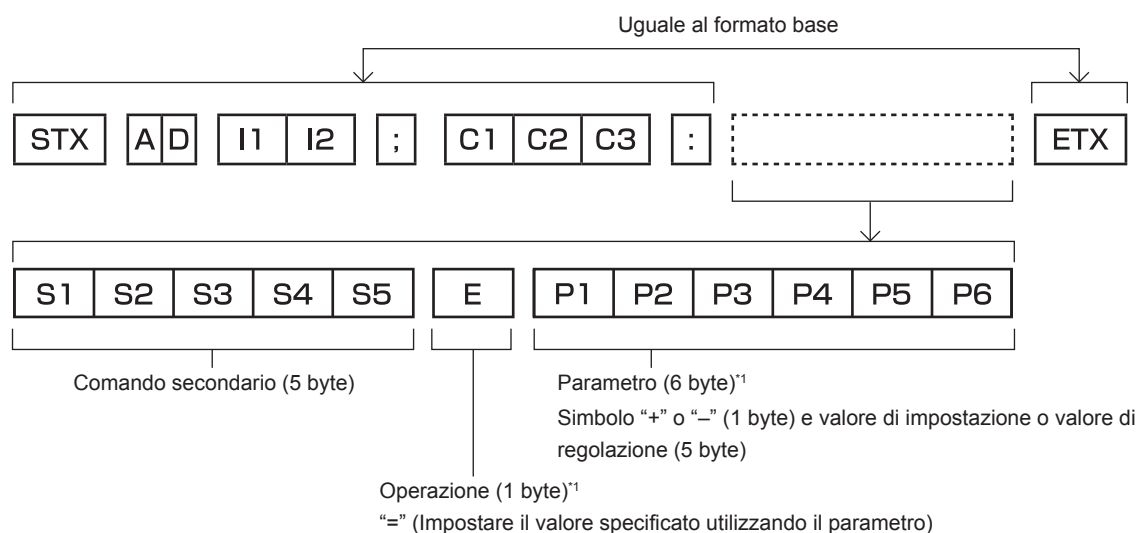 Uguale al formato base
STX A D I1 I2 ; C1 C2 C3 : ETX
S1 S2 S3 S4 S5 E P1 P2 P3 P4 P5 P6
Comando secondario (5 byte)
Parametro (6 byte)*1
Simbolo “+” o “–” (1 byte) e valore di impostazione o valore di
regolazione (5 byte)
Operazione (1 byte)*1
“=” (Impostare il valore specificato utilizzando il parametro)